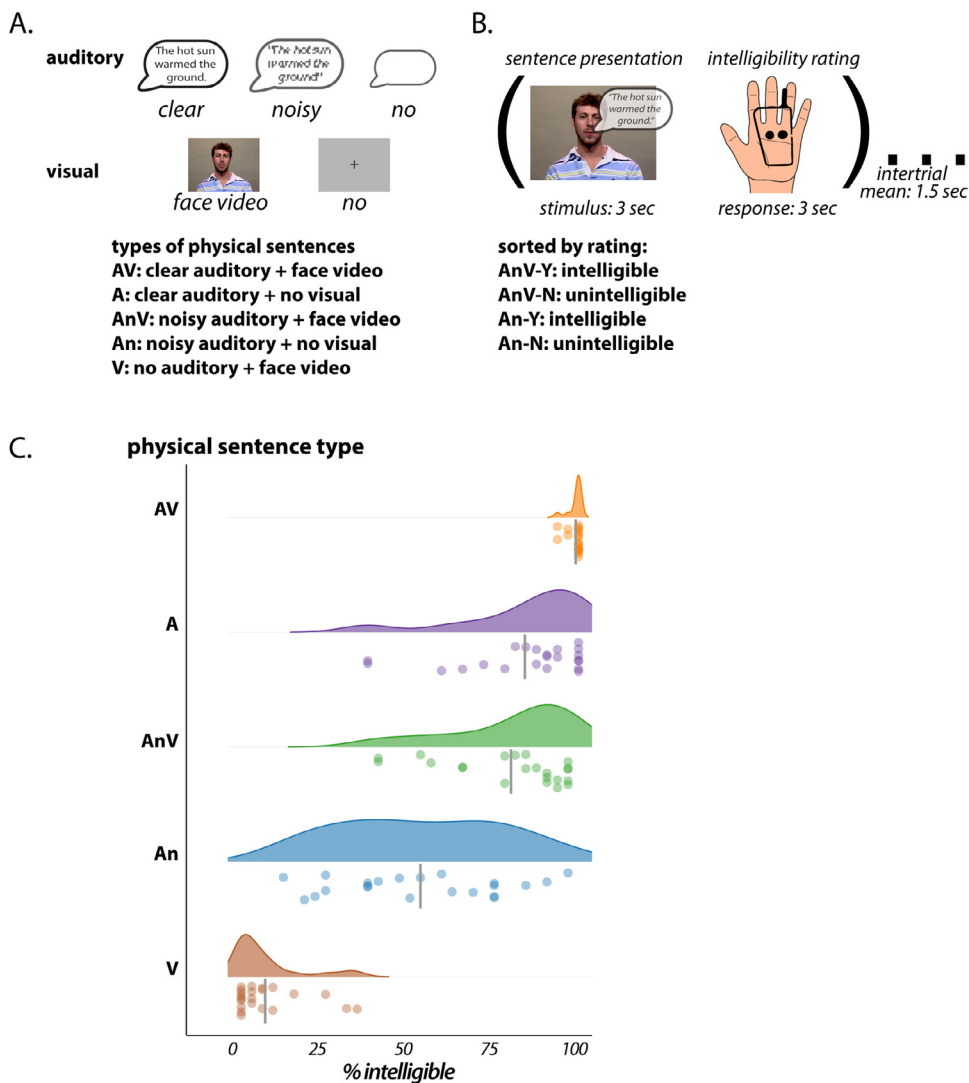 A.
auditory
The hot sun
warmed the
ground.
"The hot sun
warmed the
ground"
clear
noisy
no
visual
+
face video
no
types of physical sentences
AV: clear auditory + face video
A: clear auditory + no visual
AnV: noisy auditory + face video
An: noisy auditory + no visual
V: no auditory + face video
B.
sentence presentation
intelligibility rating
(
"The hot sun
warmed the
ground."
)
stimulus: 3 sec
response: 3 sec
intertrial
mean: 1.5 sec
sorted by rating:
AnV-Y: intelligible
AnV-N: unintelligible
An-Y: intelligible
An-N: unintelligible
C.
physical sentence type
AV
A
AnV
An
V
0 25 50 75 100
% intelligible